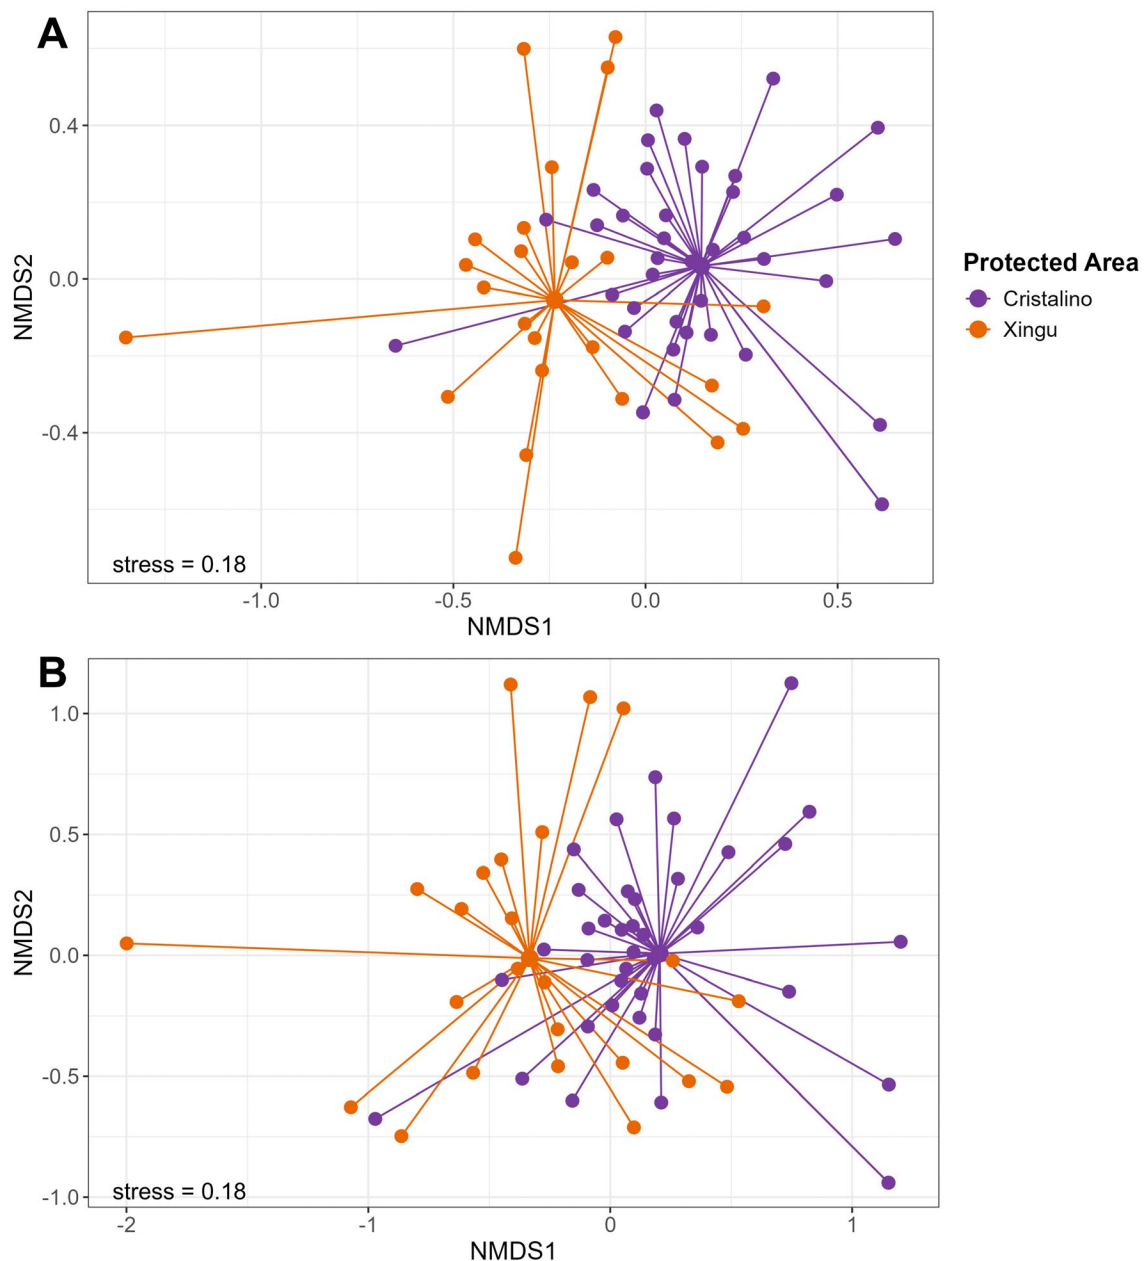 A
0.4
0.0
-0.4
NMDS2
stress = 0.18
-1.0 -0.5 0.0 0.5
NMDS1
Protected Area
Cristalino
Xingu
B
1.0
0.5
0.0
-0.5
-1.0
NMDS2
stress = 0.18
-2 -1 0 1
NMDS1